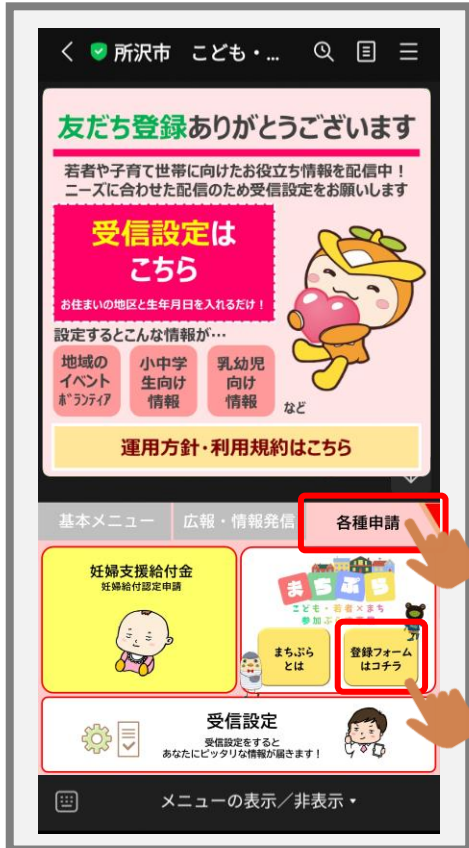 所沢市 こども・...
友だち登録ありがとうございます
若者や子育て世帯に向けたお役立ち情報を配信中!
ニーズに合わせた配信のため受信設定をお願いします
受信設定は
こちら
お住まいの地区と生年月日を入れるだけ!
設定するとこんな情報が…
地域の
イベント
ボランティア
小中学
生向け
情報
乳幼児
向け
情報
など
運用方針・利用規約はこちら
基本メニュー
広報・情報発信
各種申請
妊婦支援給付金
妊婦給付認定申請
まちぷら
こども・若者×まち
まちぷら
とは
登録フォーム
はコチラ
受信設定
受信設定をすると
あなたにピッタリな情報が届きます!
メニューの表示/非表示